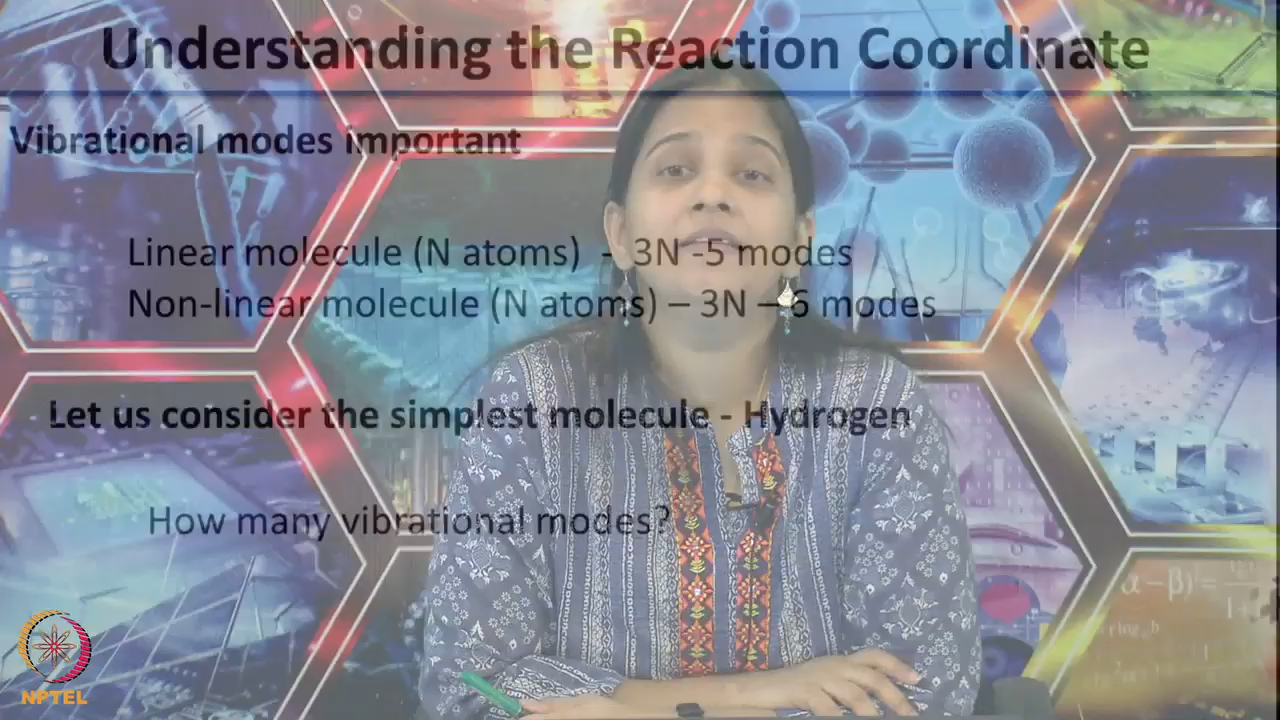 Understanding the Reaction Coordinate
Vibrational modes important
Linear molecule (N atoms) - 3N -5 modes
Non-linear molecule (N atoms) – 3N – 6 modes
Let us consider the simplest molecule - Hydrogen
How many vibrational modes?
α – β)
NPTEL